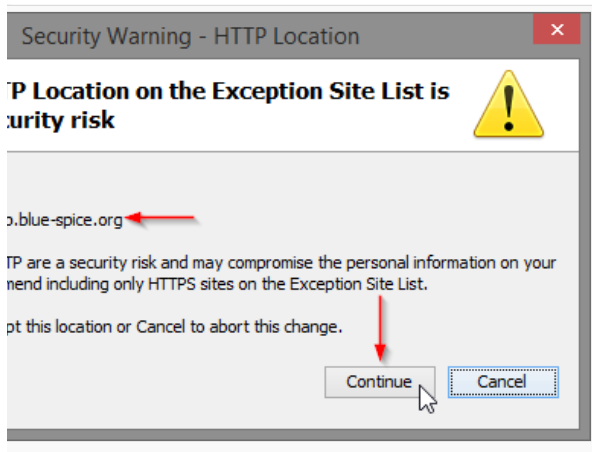 Security Warning - HTTP Location
TP Location on the Exception Site List is
curity risk
o.blue-spice.org
TP are a security risk and may compromise the personal information on your
mend including only HTTPS sites on the Exception Site List.
pt this location or Cancel to abort this change.
Continue
Cancel